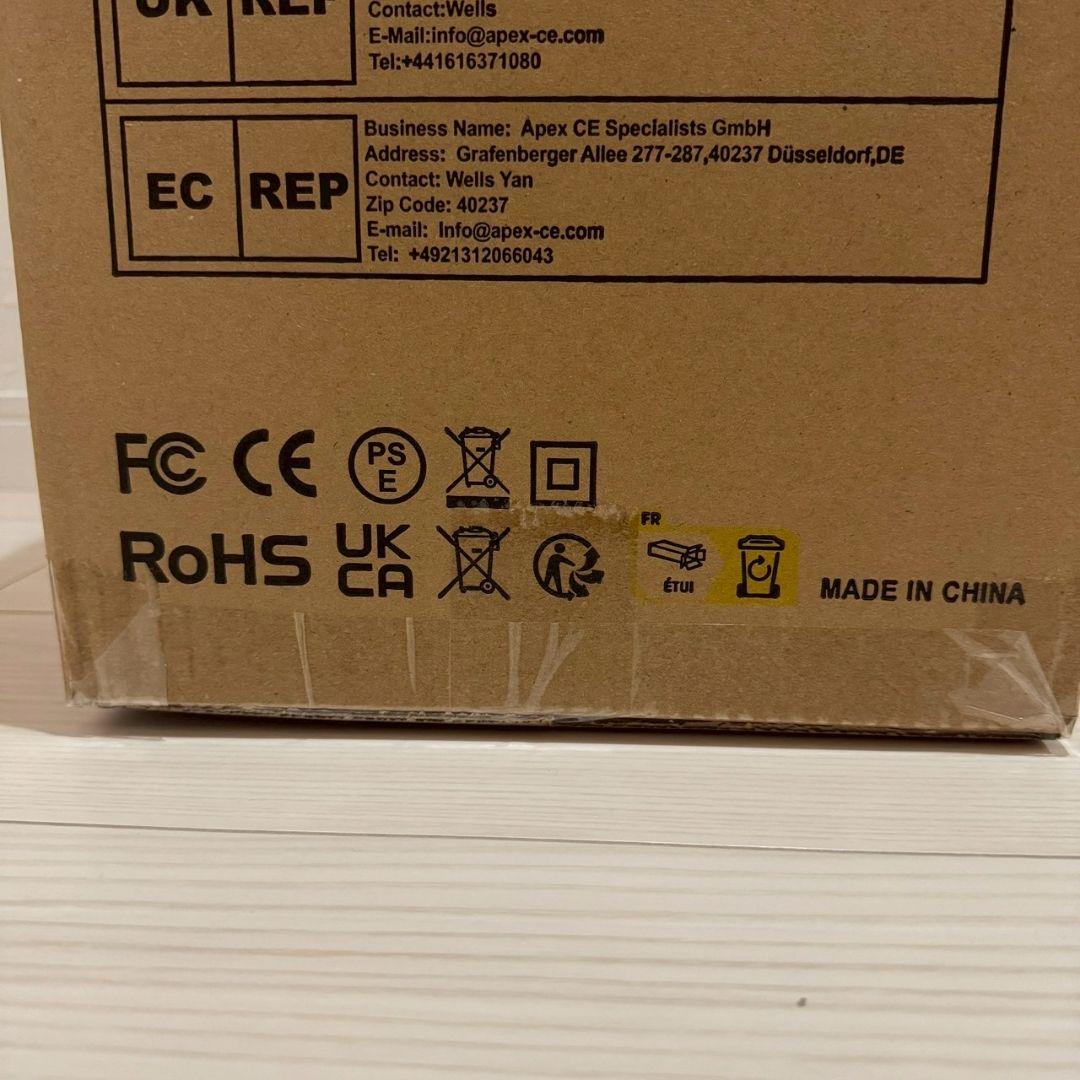 UK REP
Contact:Wells
E-Mail:info@apex-ce.com
Tel:+441616371080
EC REP
Business Name: Apex CE Specialists GmbH
Address: Grafenberger Allee 277-287,40237 Düsseldorf,DE
Contact: Wells Yan
Zip Code: 40237
E-mail: Info@apex-ce.com
Tel: +4921312066043
FC CE PS E
RoHS UK CA
FR
ÉTUI
MADE IN CHINA